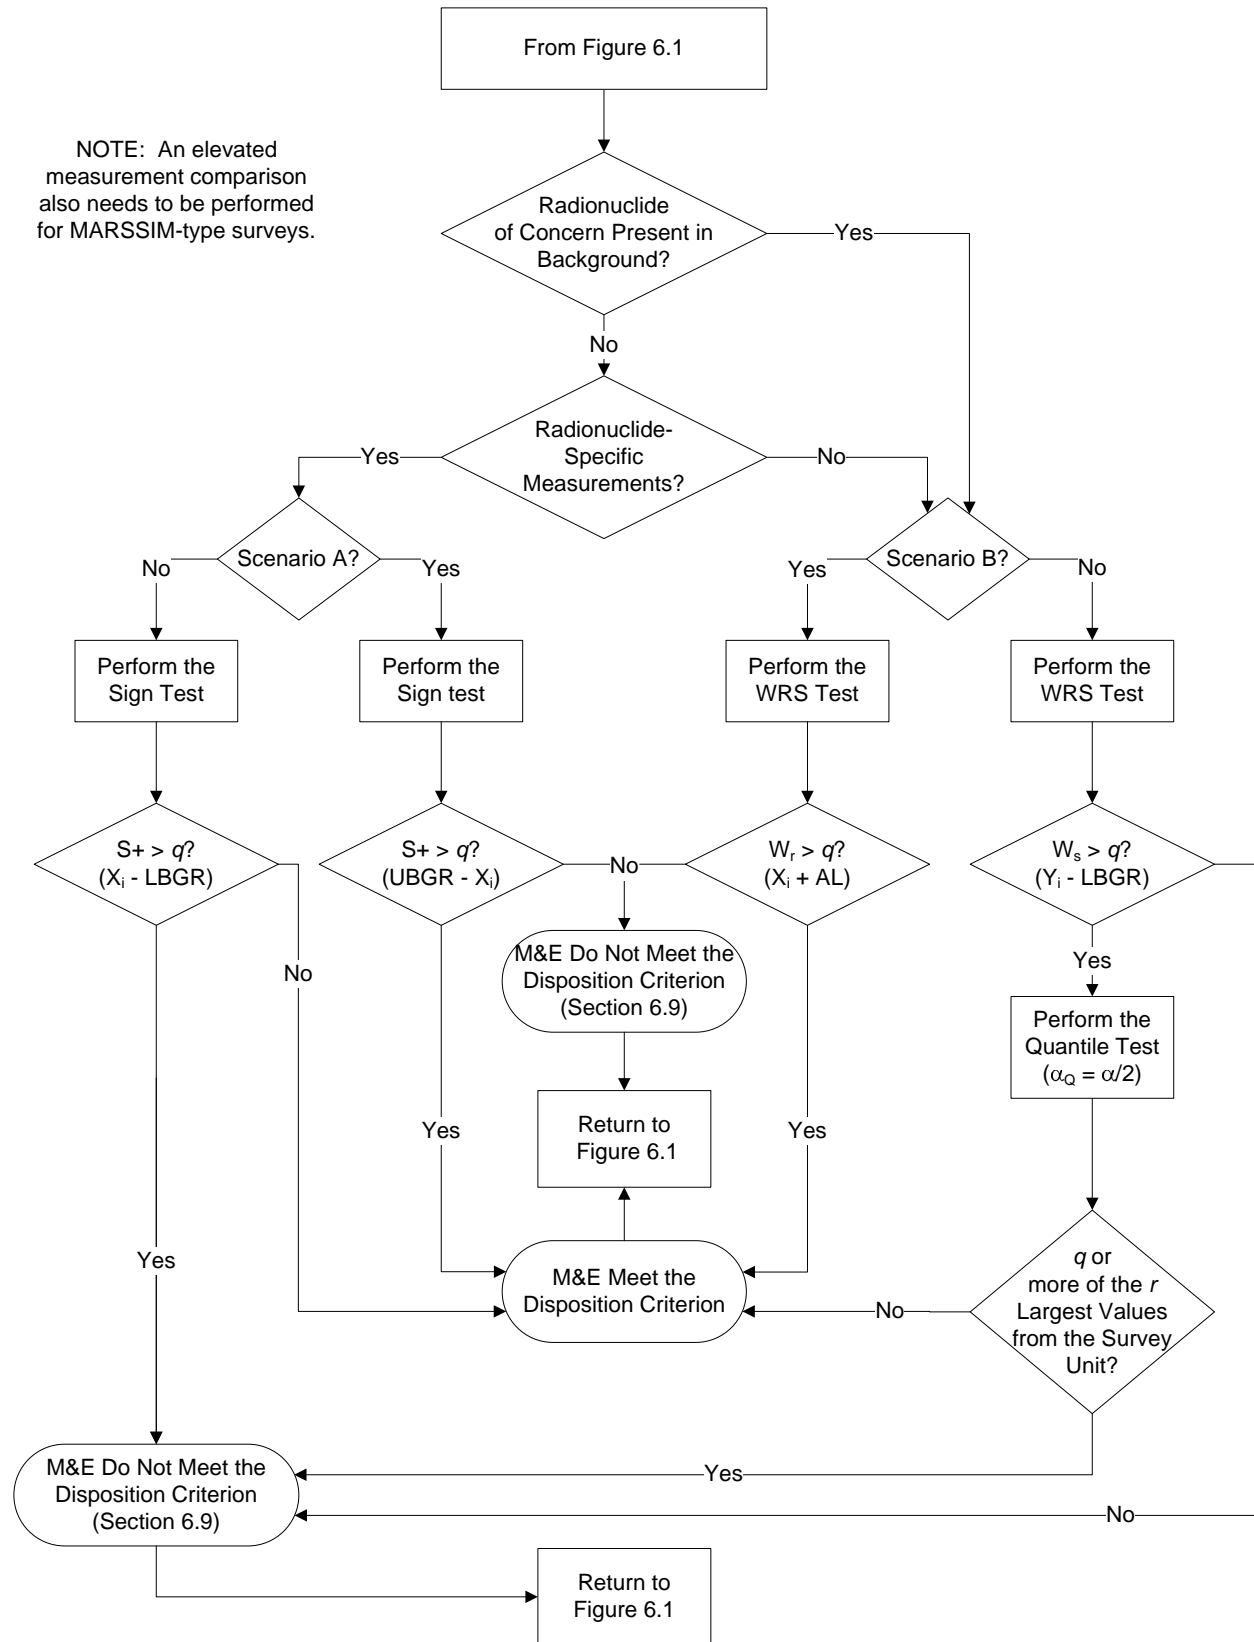 From Figure 6.1
NOTE: An elevated
measurement comparison
also needs to be performed
for MARSSIM-type surveys.
Radionuclide
of Concern Present in
Background?
Yes
No
Radionuclide-
Specific
Measurements?
Yes
No
Scenario A?
Scenario B?
No
Yes
Yes
No
Perform the
Sign Test
Perform the
Sign test
Perform the
WRS Test
Perform the
WRS Test
S+ > q?
(Xi - LBGR)
S+ > q?
(UBGR - Xi)
No
Wr > q?
(Xi + AL)
Ws > q?
(Yi - LBGR)
No
M&E Do Not Meet the
Disposition Criterion
(Section 6.9)
Yes
Perform the
Quantile Test
(αQ = α/2)
Return to
Figure 6.1
Yes
Yes
Yes
M&E Meet the
Disposition Criterion
No
q or
more of the r
Largest Values
from the Survey
Unit?
M&E Do Not Meet the
Disposition Criterion
(Section 6.9)
Yes
No
Return to
Figure 6.1